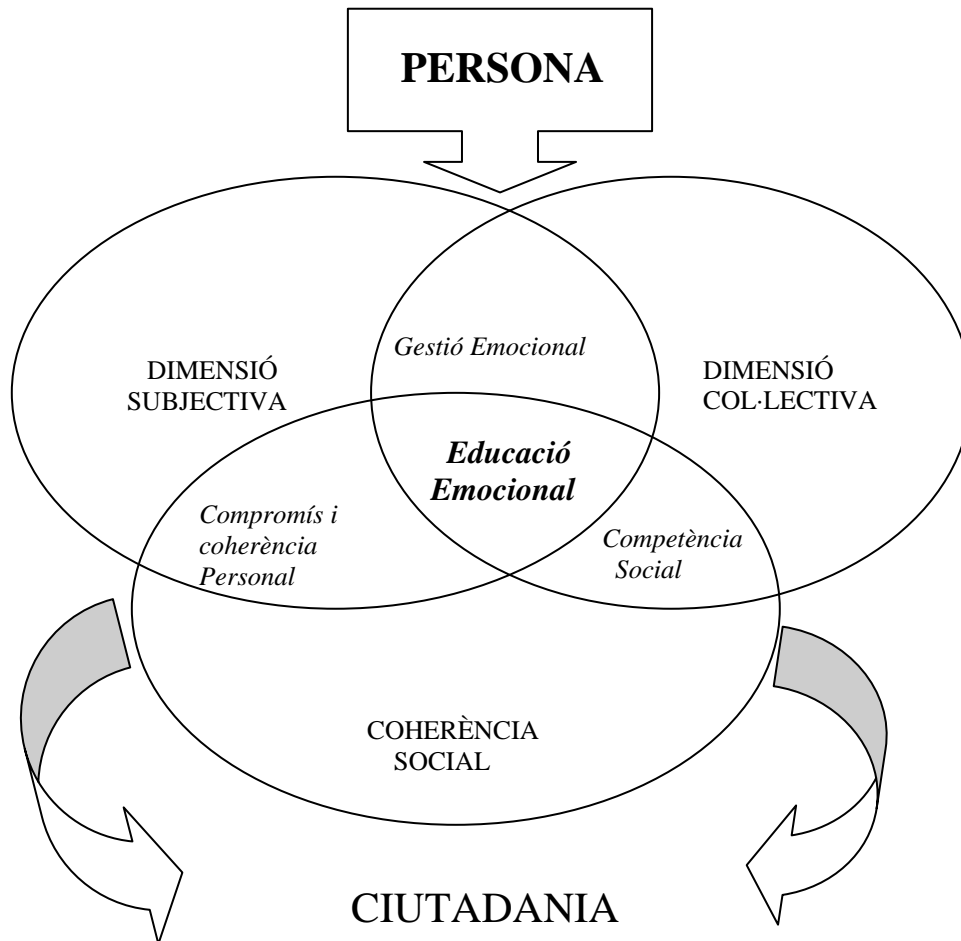 PERSONA
Gestió Emocional
DIMENSIÓ
SUBJECTIVA
DIMENSIÓ
COL·LECTIVA
Educació
Emocional
Compromís i
coherència
Personal
Competència
Social
COHERÈNCIA
SOCIAL
CIUTADANIA